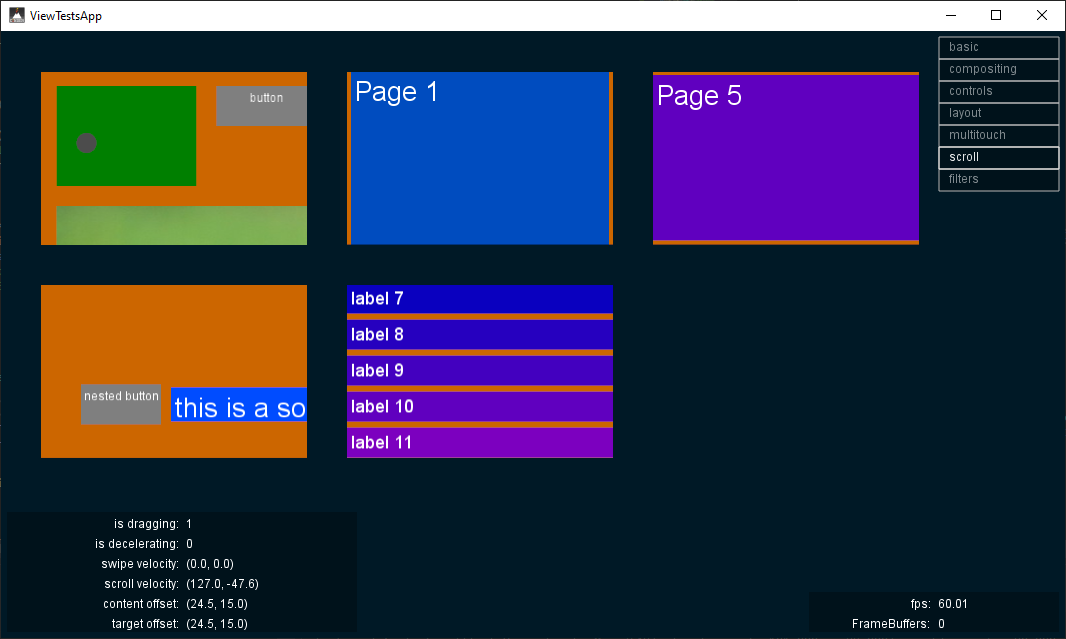 ViewTestsApp
button
Page 1
Page 5
basic
compositing
controls
layout
multitouch
scroll
filters
nested button
this is a so
label 7
label 8
label 9
label 10
label 11
is dragging: 1
is decelerating: 0
swipe velocity: (0.0, 0.0)
scroll velocity: (127.0, -47.6)
content offset: (24.5, 15.0)
target offset: (24.5, 15.0)
fps: 60.01
FrameBuffers: 0